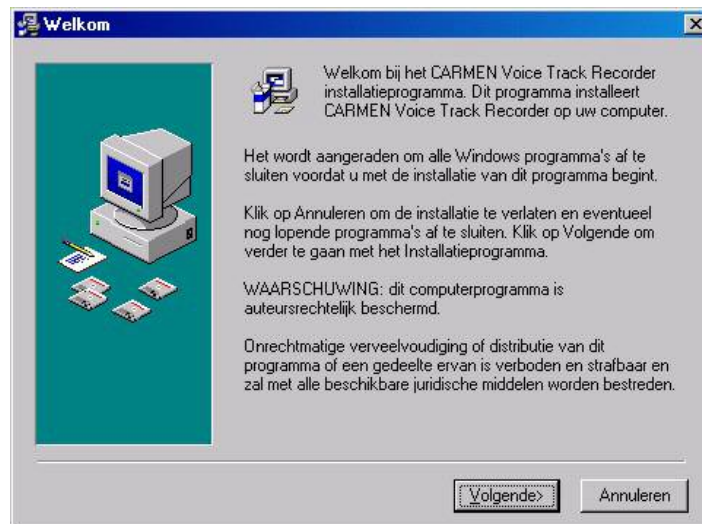 Welkom
Welkom bij het CARMEN Voice Track Recorder
installatieprogramma. Dit programma installeert
CARMEN Voice Track Recorder op uw computer.
Het wordt aangeraden om alle Windows programma's af te
sluiten voordat u met de installatie van dit programma begint.
Klik op Annuleren om de installatie te verlaten en eventueel
nog lopende programma's af te sluiten. Klik op Volgende om
verder te gaan met het Installatieprogramma.
WAARSCHUWING: dit computerprogramma is
auteursrechtelijk beschermd.
Onrechtmatige verveelvoudiging of distributie van dit
programma of een gedeelte ervan is verboden en strafbaar en
zal met alle beschikbare juridische middelen worden bestreden.
Volgende>
Annuleren